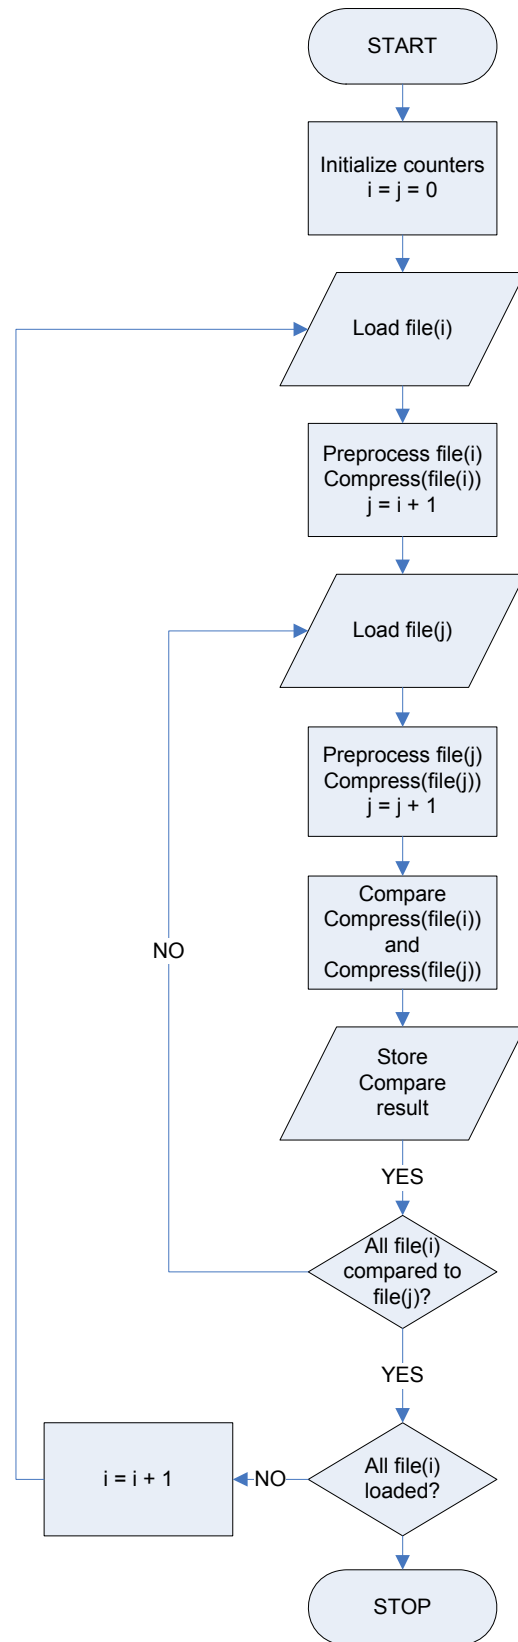 START
Initialize counters
i = j = 0
Load file(i)
Preprocess file(i)
Compress(file(i))
j = i + 1
Load file(j)
Preprocess file(j)
Compress(file(j))
j = j + 1
Compare
Compress(file(i))
and
Compress(file(j))
NO
Store
Compare
result
YES
All file(i)
compared to
file(j)?
YES
All file(i)
loaded?
NO
i = i + 1
STOP